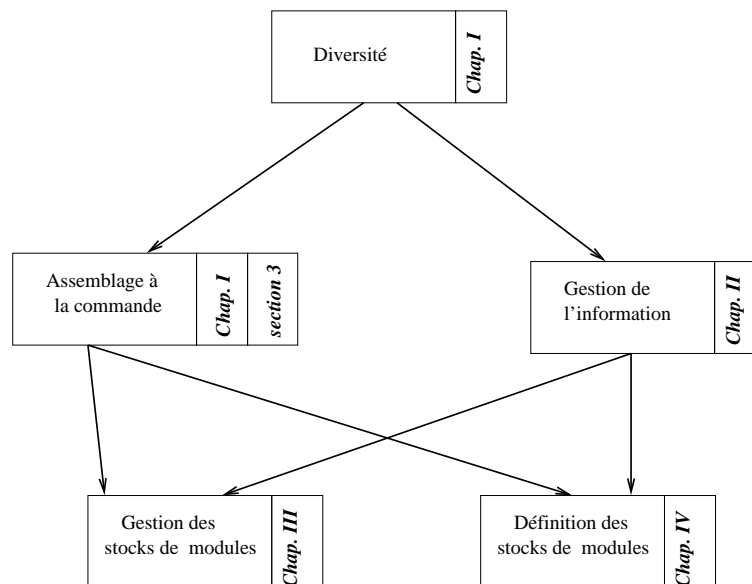 Diversité
Chap. I
Assemblage à
la commande
Chap. I
section 3
Gestion de
l'information
Chap. II
Gestion des
stocks de modules
Chap. III
Définition des
stocks de modules
Chap. IV